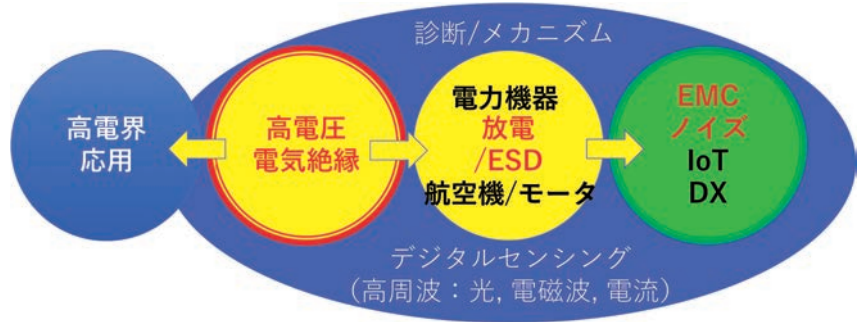 診断/メカニズム
高電界
応用
高電圧
電気絶縁
電力機器
放電
/ESD
航空機/モータ
EMC
ノイズ
IoT
DX
デジタルセンシング
(高周波：光, 電磁波, 電流)